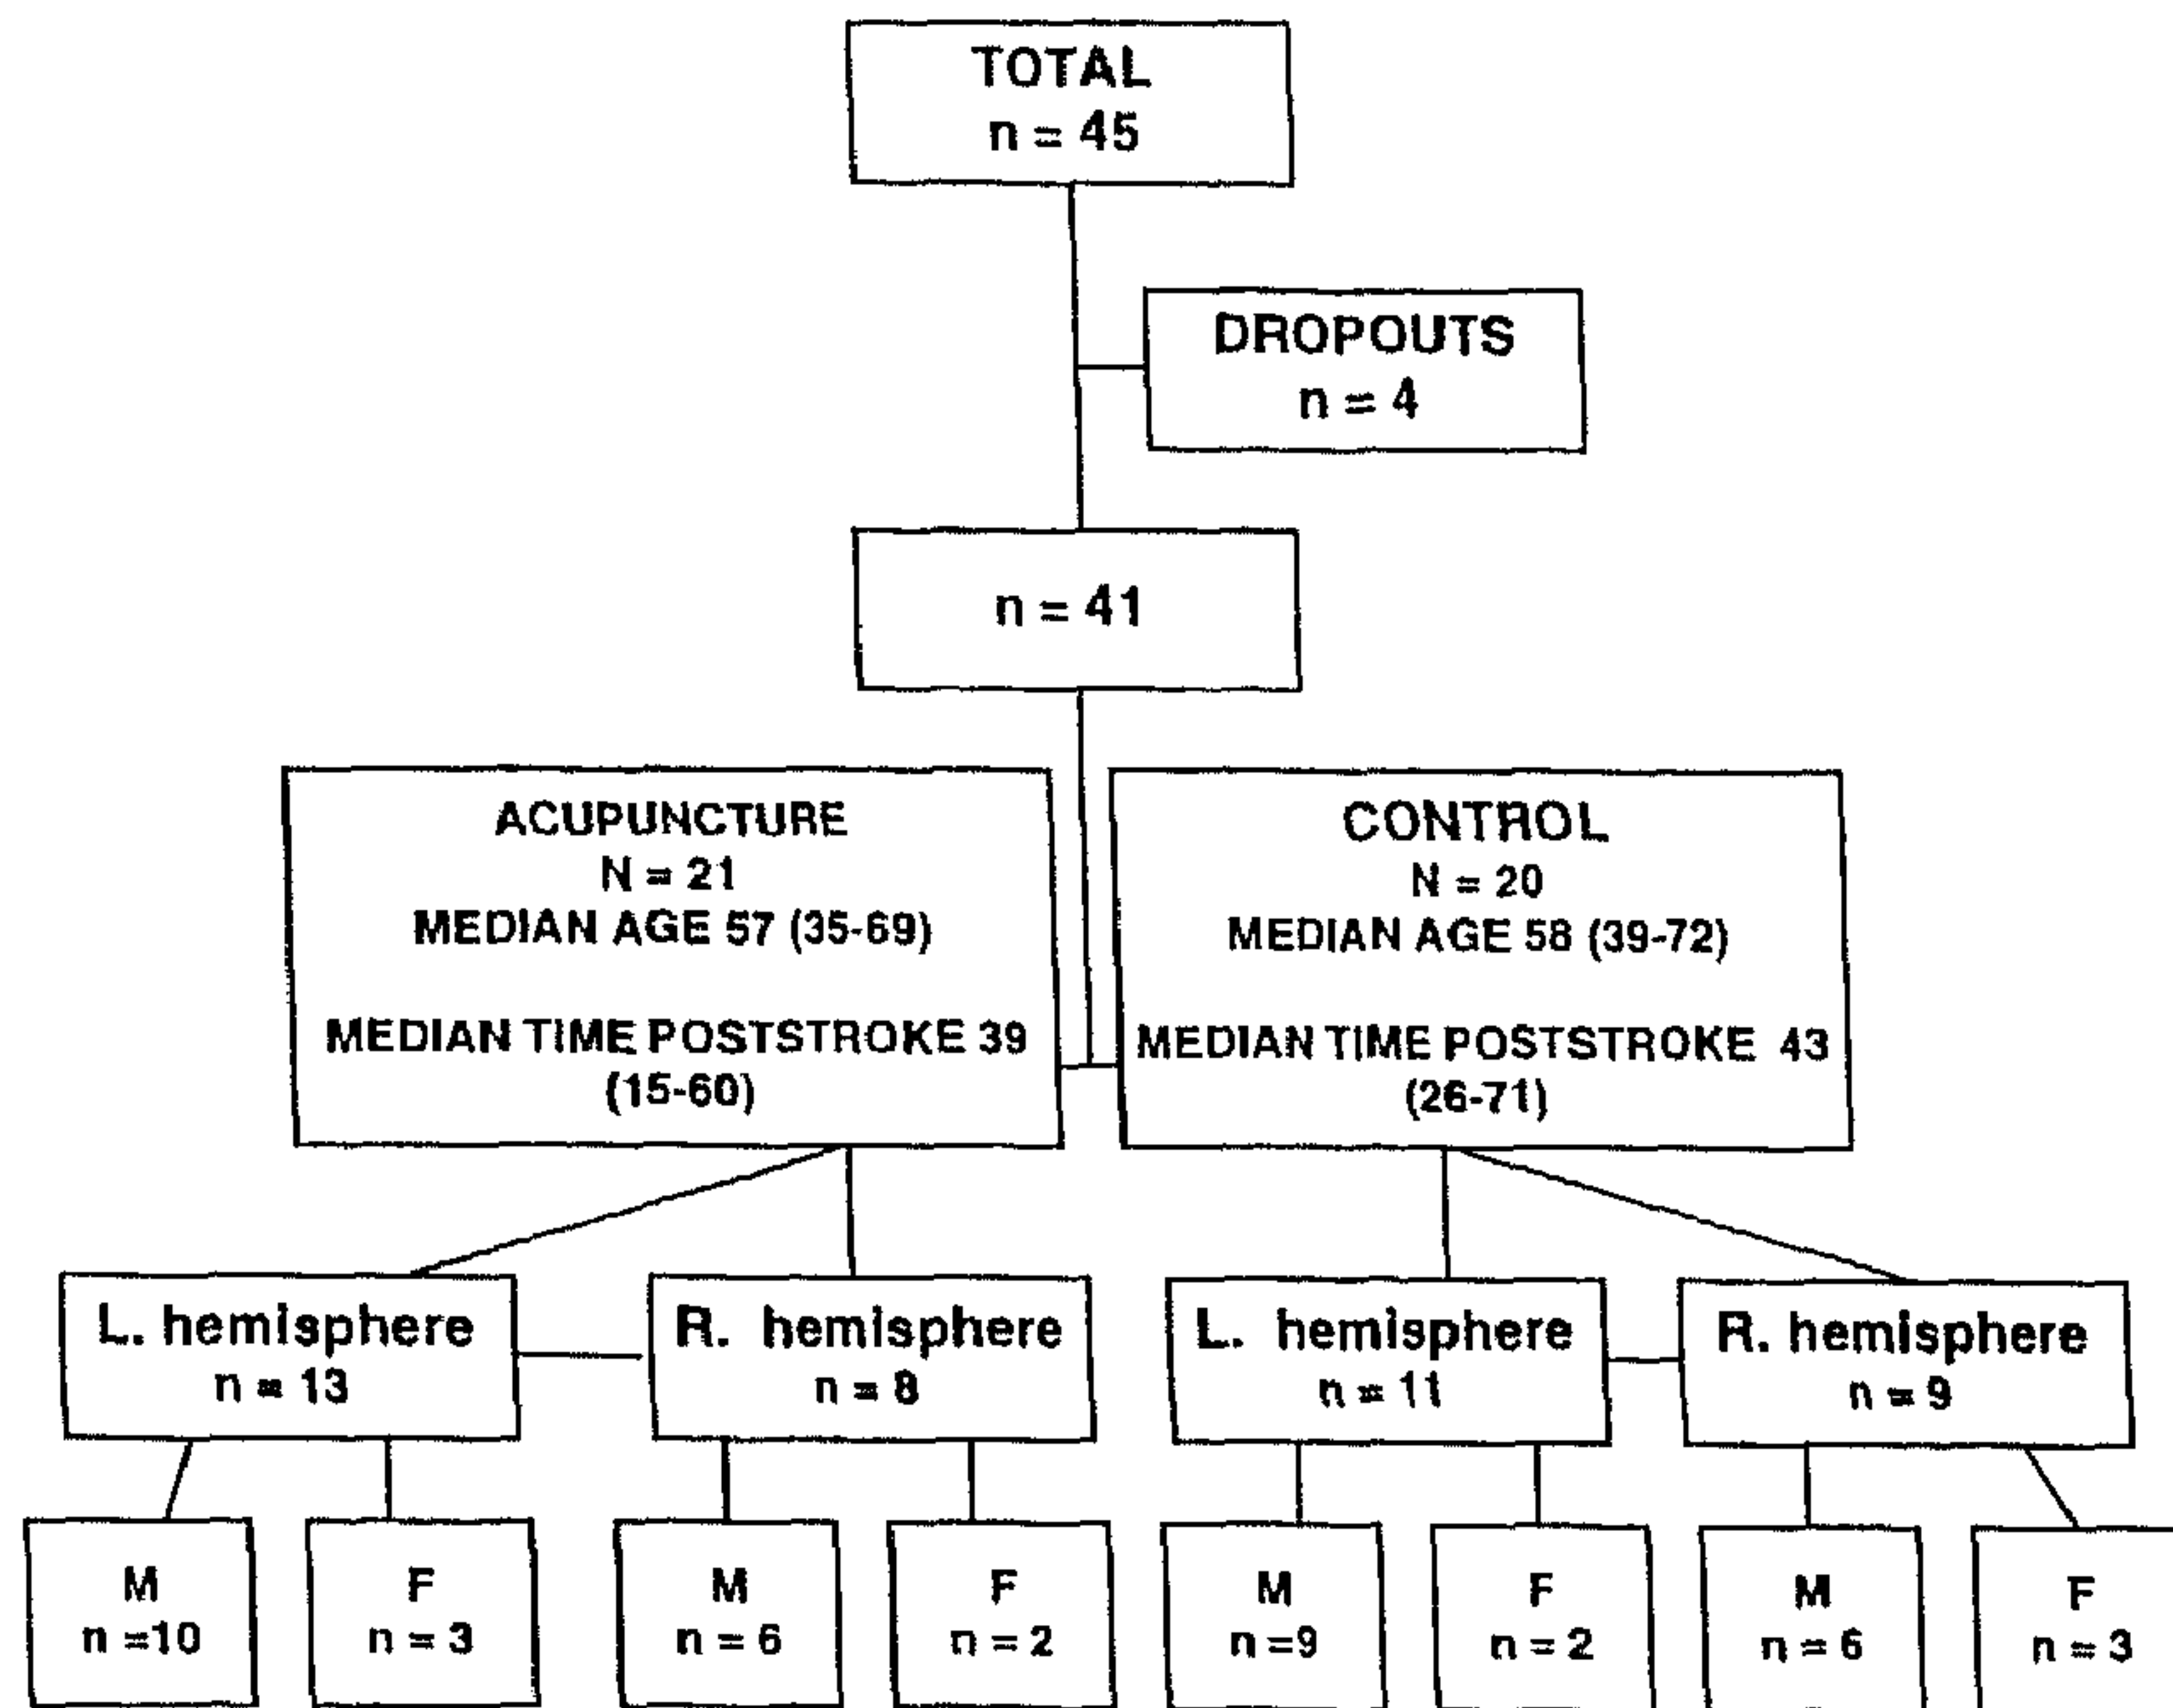 TOTAL
n = 45
DROPOUTS
n = 4
n = 41
ACUPUNCTURE
N = 21
MEDIAN AGE 57 (35-69)
MEDIAN TIME POSTSTROKE 39
(15-60)
CONTROL
N = 20
MEDIAN AGE 58 (39-72)
MEDIAN TIME POSTSTROKE 43
(26-71)
L. hemisphere
n = 13
R. hemisphere
n = 8
L. hemisphere
n = 11
R. hemisphere
n = 9
M
n =10
F
n = 3
M
n = 6
F
n = 2
M
n =9
F
n = 2
M
n = 6
F
n = 3